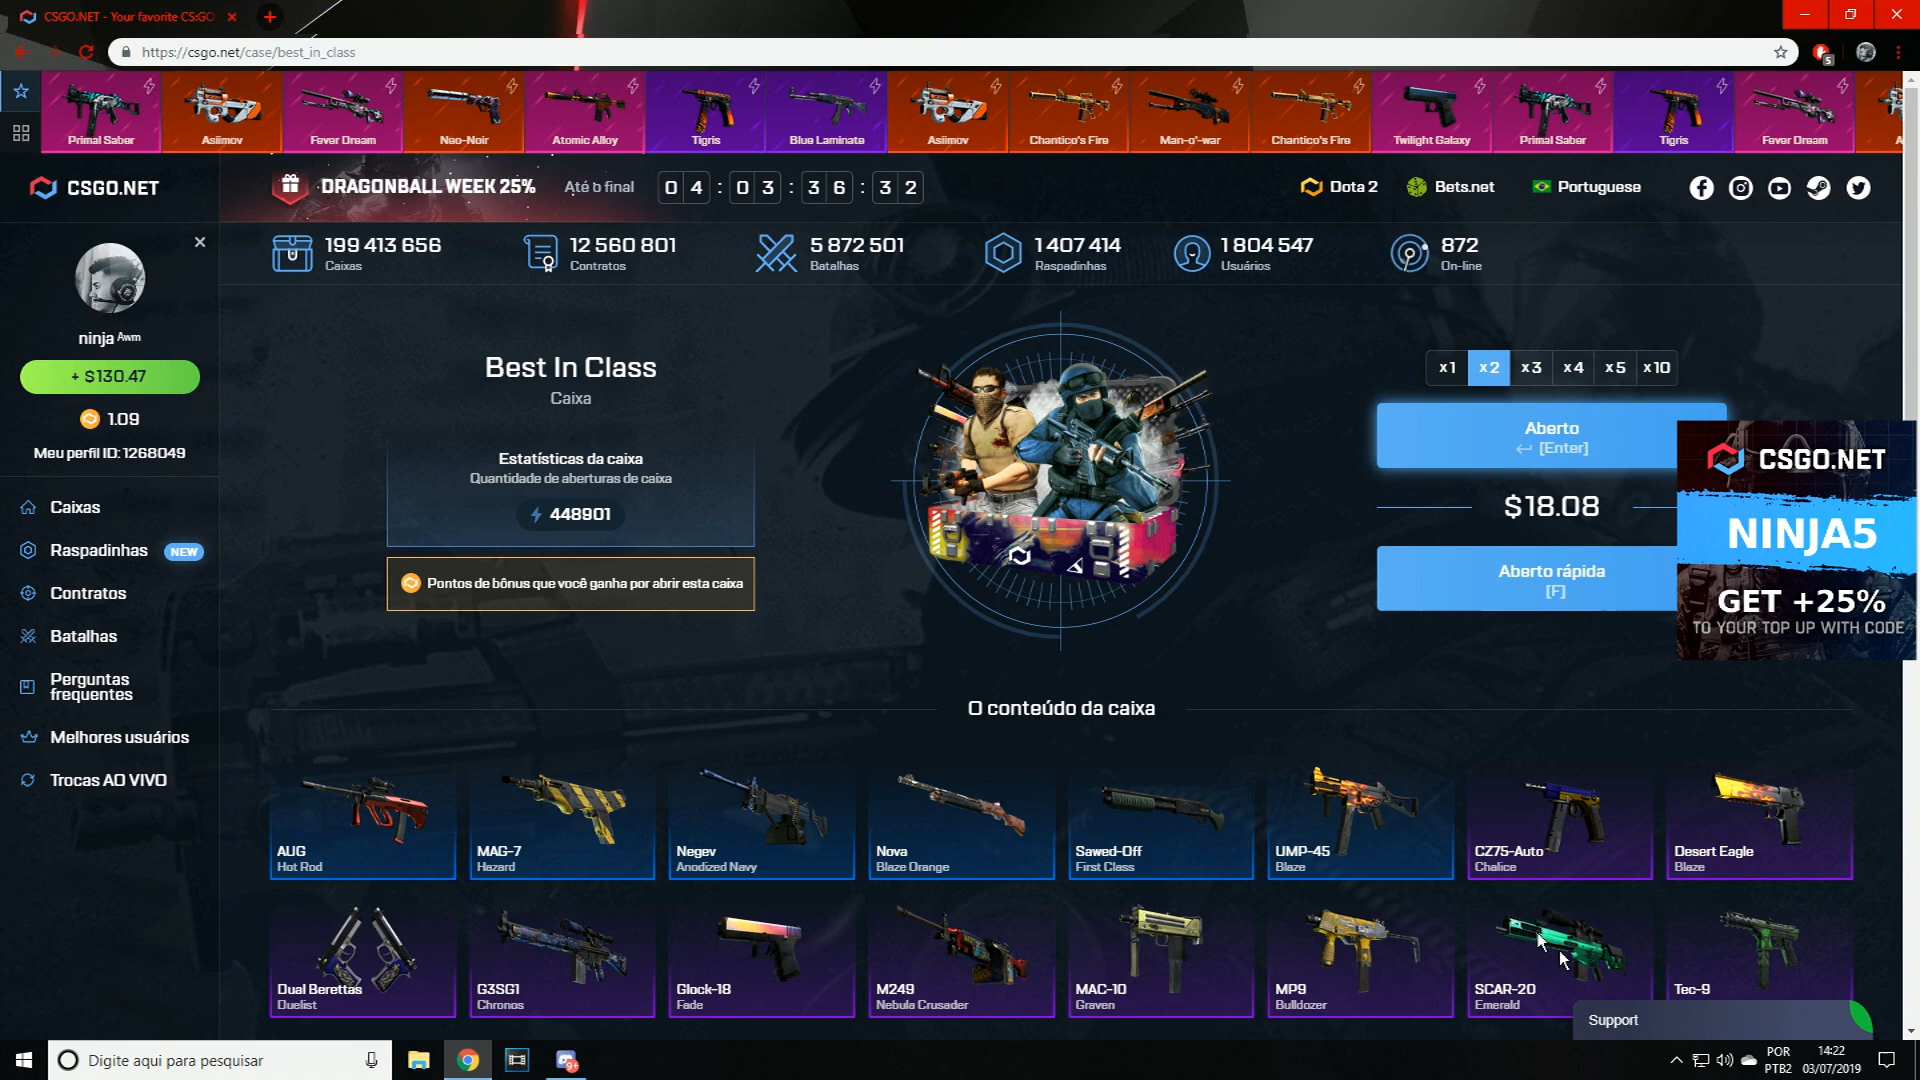 CSGO.NET - Your favorite CS:GO
https://csgo.net/case/best_in_class
5
Primal Saber
Asiimov
Fever Dream
Neo-Noir
Atomic Alloy
Tigris
Blue Laminate
Asiimov
Chantico's Fire
Man-o'-war
Chantico's Fire
Twilight Galaxy
Primal Saber
Tigris
Fever Dream
A
CSGO.NET
DRAGONBALL WEEK 25%
Até o final
04 : 03 : 36 : 32
Dota 2
Bets.net
Portuguese
199 413 656
Caixas
12 560 801
Contratos
5 872 501
Batalhas
1 407 414
Raspadinhas
1 804 547
Usuários
872
On-line
ninja Awm
+ $130.47
1.09
Meu perfil ID: 1268049
Caixas
Raspadinhas NEW
Contratos
Batalhas
Perguntas
frequentes
Melhores usuários
Trocas AO VIVO
Best In Class
Caixa
Estatísticas da caixa
Quantidade de aberturas de caixa
448901
Pontos de bônus que você ganha por abrir esta caixa
x1 x2 x3 x4 x5 x10
Aberto
[Enter]
$18.08
Aberto rápida
[F]
CSGO.NET
NINJA5
GET +25%
TO YOUR TOP UP WITH CODE
O conteúdo da caixa
AUG
Hot Rod
MAG-7
Hazard
Negev
Anodized Navy
Nova
Blaze Orange
Sawed-Off
First Class
UMP-45
Blaze
CZ75-Auto
Chalice
Desert Eagle
Blaze
Dual Berettas
Duelist
G3SG1
Chronos
Glock-18
Fade
M249
Nebula Crusader
MAC-10
Graven
MP9
Bulldozer
SCAR-20
Emerald
Tec-9
Support
Digite aqui para pesquisar
9+
POR
PTB2
14:22
03/07/2019